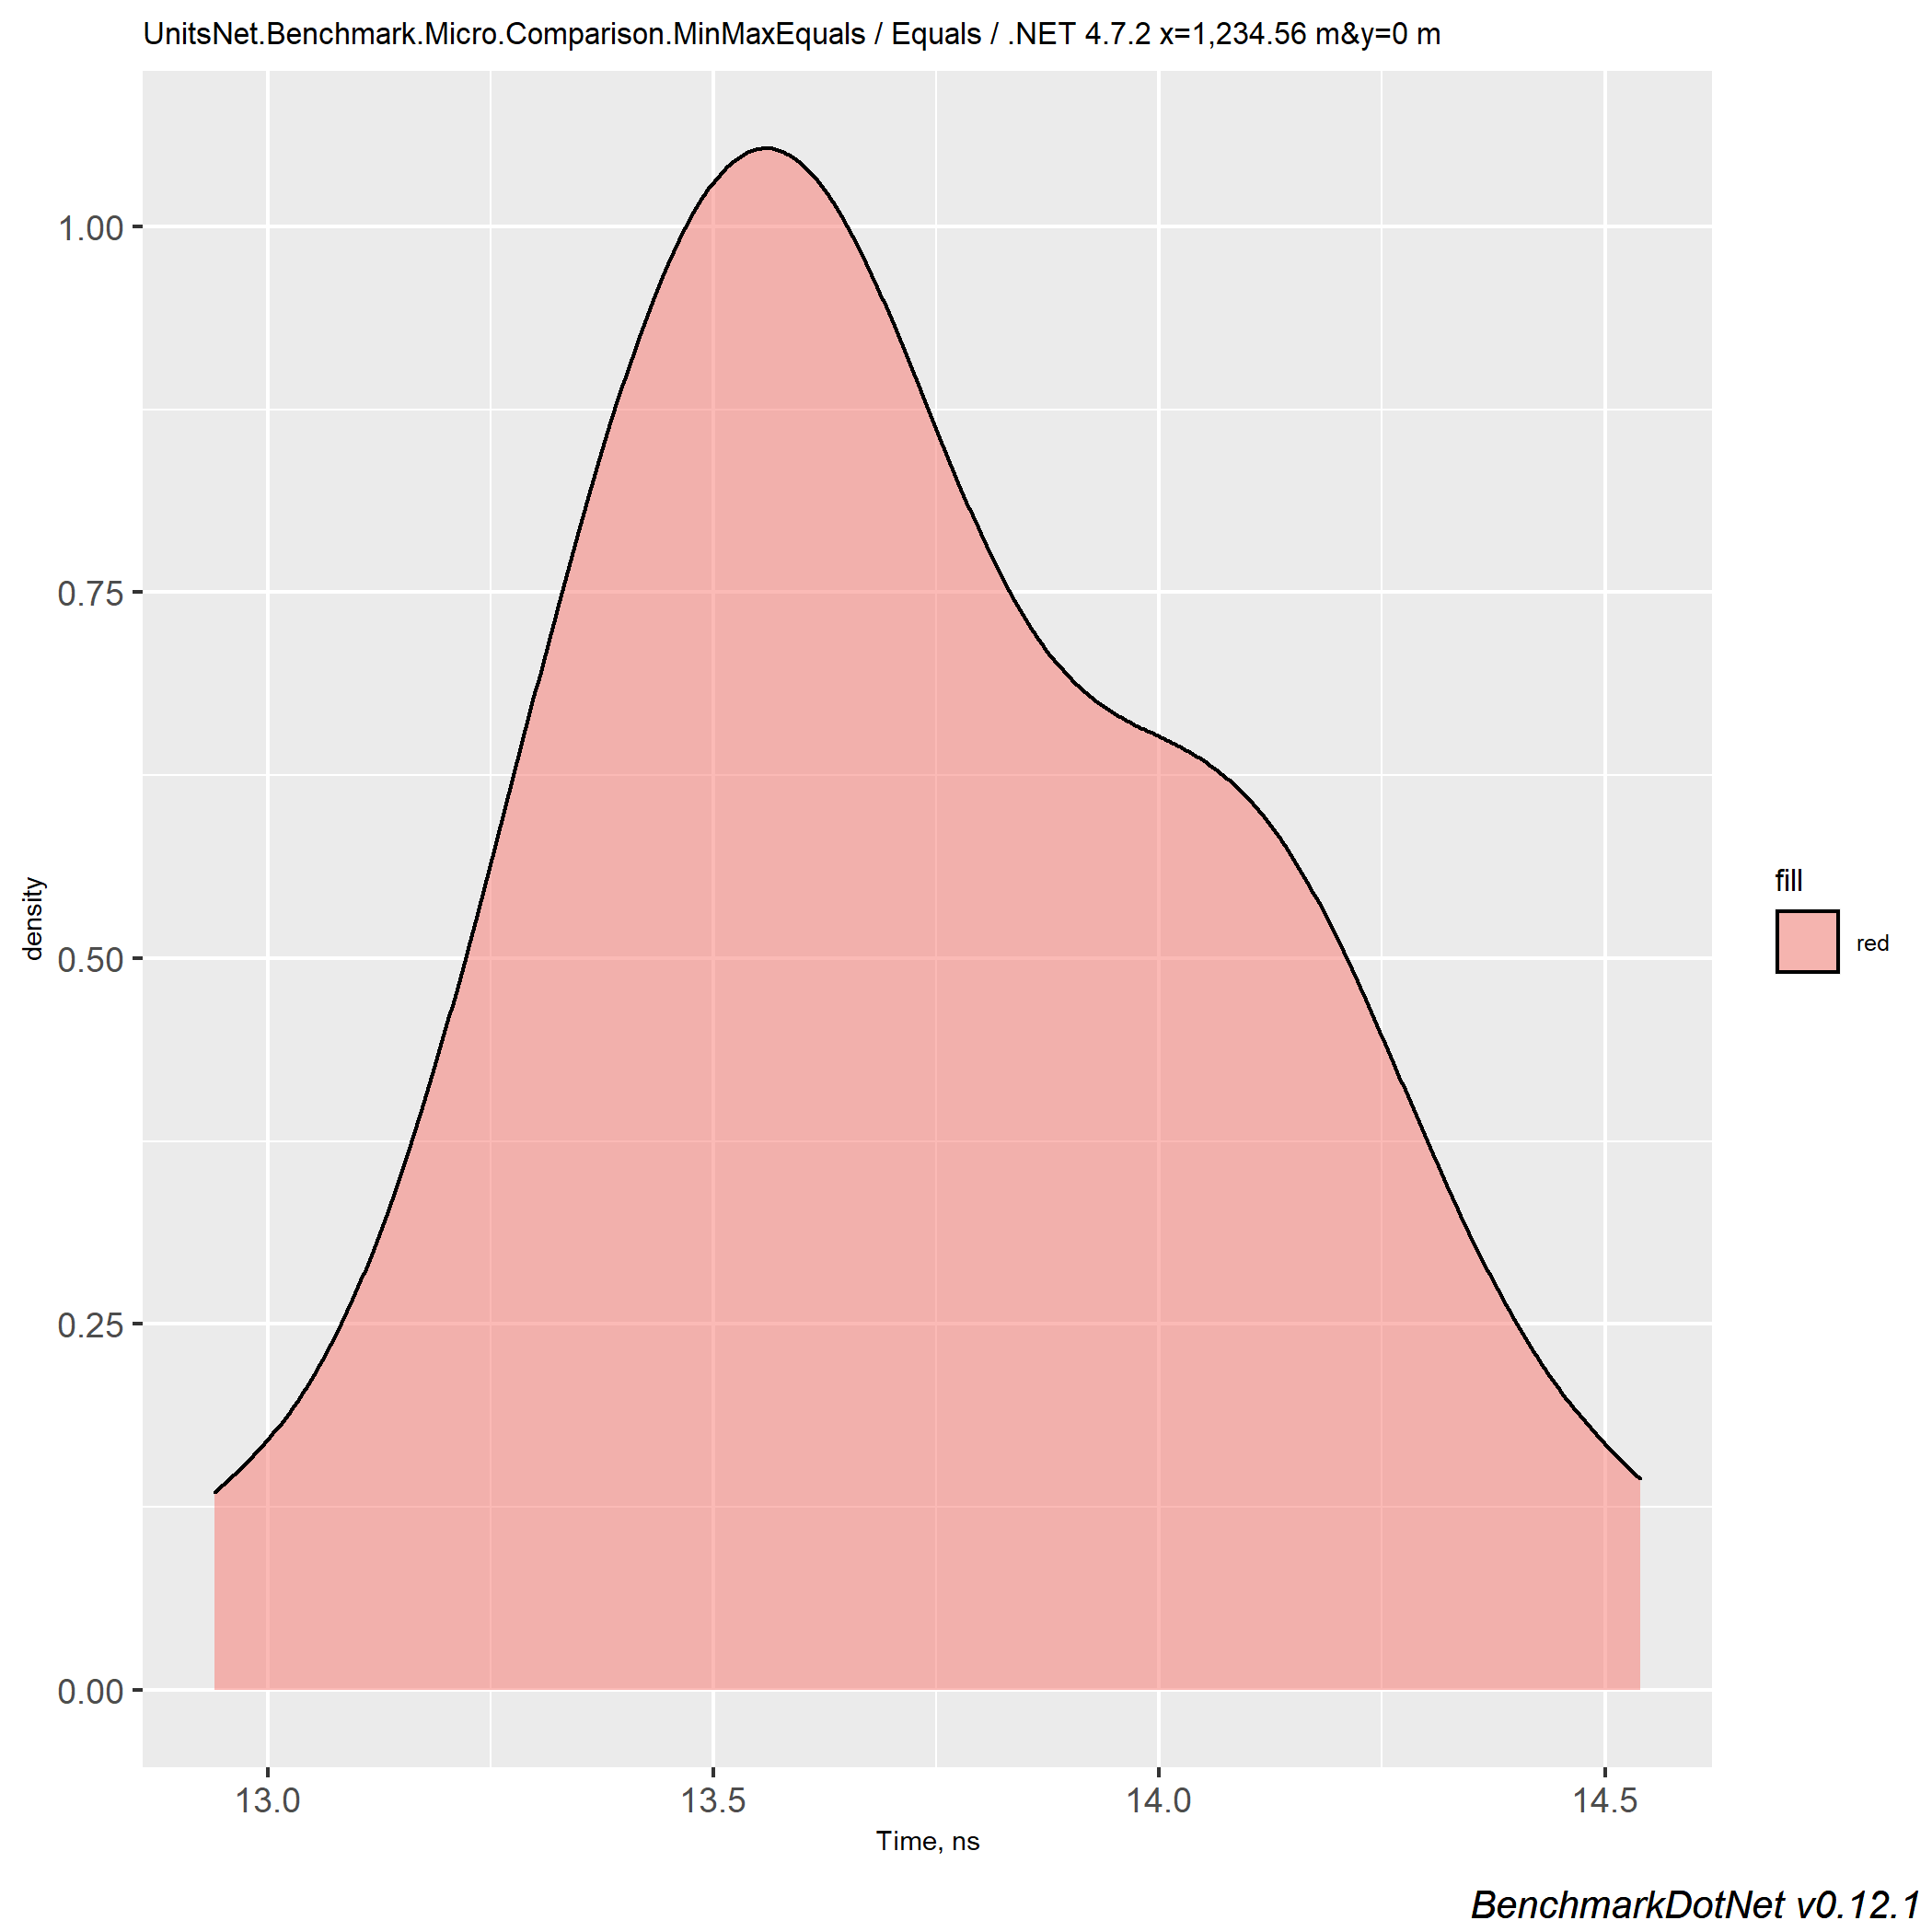 UnitsNet.Benchmark.Micro.Comparison.MinMaxEquals / Equals / .NET 4.7.2 x=1,234.56 m&y=0 m
1.00
0.75
0.50
0.25
0.00
density
13.0 13.5 14.0 14.5
Time, ns
fill
red
BenchmarkDotNet v0.12.1